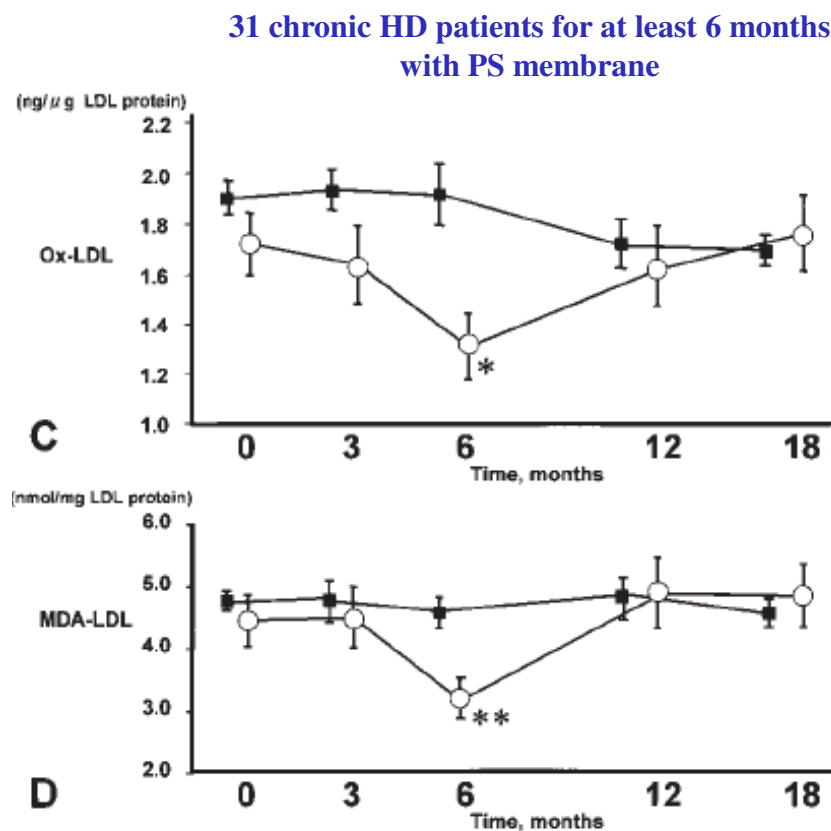 31 chronic HD patients for at least 6 months
with PS membrane
(ng/μg LDL protein)
2.2
2.0
1.8
Ox-LDL
1.6
1.4
*
1.2
1.0
C
0 3 6 12 18
Time, months
(nmol/mg LDL protein)
6.0
5.0
MDA-LDL
4.0
3.0
**
2.0
D
0 3 6 12 18
Time, months